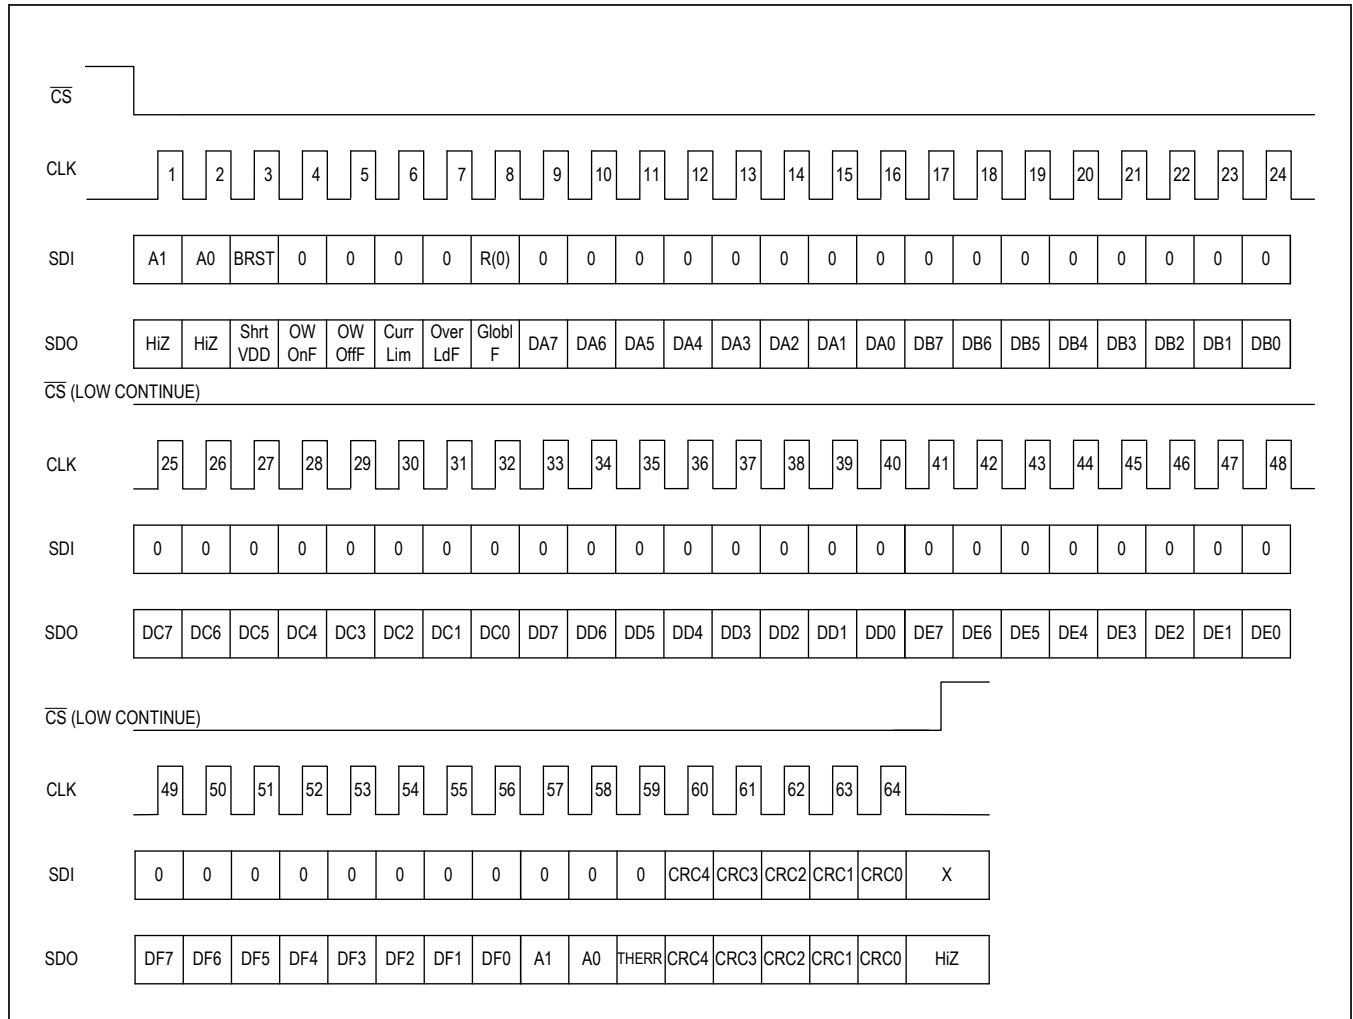 CS
CLK 1 2 3 4 5 6 7 8 9 10 11 12 13 14 15 16 17 18 19 20 21 22 23 24
SDI A1 A0 BRST 0 0 0 0 R(0) 0 0 0 0 0 0 0 0 0 0 0 0 0 0 0 0
SDO HiZ HiZ Shrt VDD OW OnF OW OffF Curr Lim Over LdF Globl F DA7 DA6 DA5 DA4 DA3 DA2 DA1 DA0 DB7 DB6 DB5 DB4 DB3 DB2 DB1 DB0
CS (LOW CONTINUE)
CLK 25 26 27 28 29 30 31 32 33 34 35 36 37 38 39 40 41 42 43 44 45 46 47 48
SDI 0 0 0 0 0 0 0 0 0 0 0 0 0 0 0 0 0 0 0 0 0 0 0 0
SDO DC7 DC6 DC5 DC4 DC3 DC2 DC1 DC0 DD7 DD6 DD5 DD4 DD3 DD2 DD1 DD0 DE7 DE6 DE5 DE4 DE3 DE2 DE1 DE0
CS (LOW CONTINUE)
CLK 49 50 51 52 53 54 55 56 57 58 59 60 61 62 63 64
SDI 0 0 0 0 0 0 0 0 0 0 0 CRC4 CRC3 CRC2 CRC1 CRC0 X
SDO DF7 DF6 DF5 DF4 DF3 DF2 DF1 DF0 A1 A0 THERR CRC4 CRC3 CRC2 CRC1 CRC0 HiZ